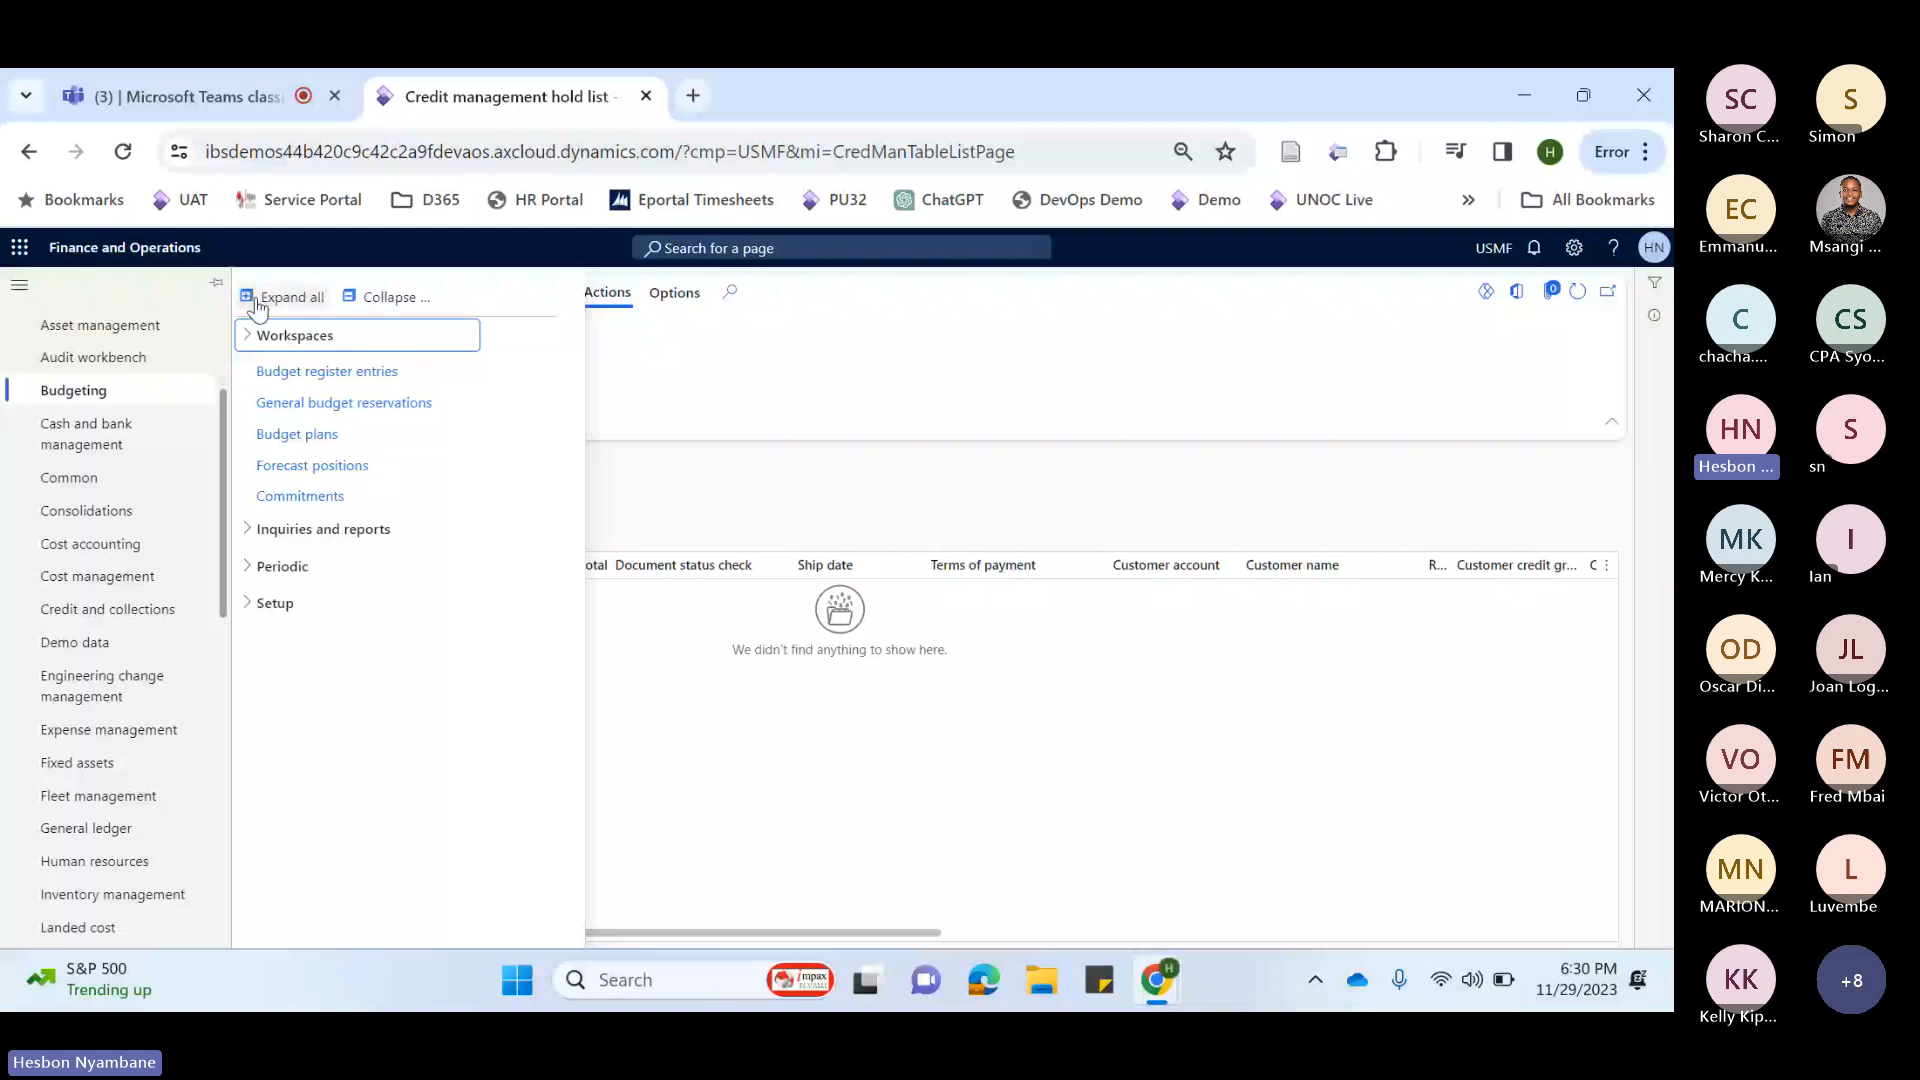 (3) | Microsoft Teams class
Credit management hold list -
ibsdemos44b420c9c42c2a9fdevaos.axcloud.dynamics.com/?cmp=USMF&mi=CredManTableListPage
H
Error
Bookmarks
UAT
Service Portal
D365
HR Portal
Eportal Timesheets
PU32
ChatGPT
DevOps Demo
Demo
UNOC Live
All Bookmarks
Finance and Operations
Search for a page
USMF
HN
Expand all
Collapse ...
Actions
Options
0
Asset management
Audit workbench
Budgeting
Cash and bank
management
Common
Consolidations
Cost accounting
Cost management
Credit and collections
Demo data
Engineering change
management
Expense management
Fixed assets
Fleet management
General ledger
Human resources
Inventory management
Landed cost
Workspaces
Budget register entries
General budget reservations
Budget plans
Forecast positions
Commitments
Inquiries and reports
Periodic
Setup
otal
Document status check
Ship date
Terms of payment
Customer account
Customer name
R...
Customer credit gr...
C
We didn't find anything to show here.
S&P 500
Trending up
Search
impax
H
6:30 PM
11/29/2023
SC
Sharon C...
S
Simon
EC
Emmanu...
Msangi ...
C
chacha....
CS
CPA Syo...
HN
Hesbon ...
S
sn
MK
Mercy K...
I
Ian
OD
Oscar Di...
JL
Joan Log...
VO
Victor Ot...
FM
Fred Mbai
MN
MARION...
L
Luvembe
KK
Kelly Kip...
+8
Hesbon Nyambane